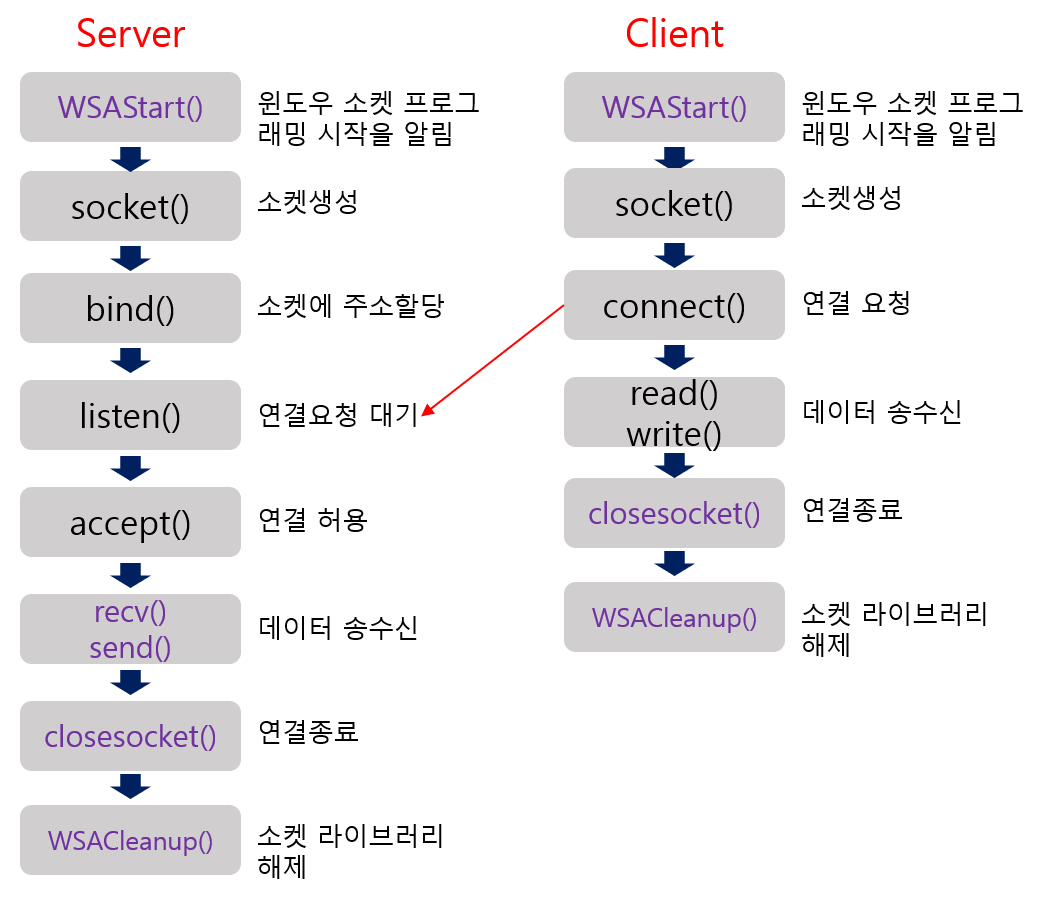 Server
WSAStart()
윈도우 소켓 프로그
래밍 시작을 알림
socket()
소켓생성
bind()
소켓에 주소할당
listen()
연결요청 대기
accept()
연결 허용
recv()
send()
데이터 송수신
closesocket()
연결종료
WSACleanup()
소켓 라이브러리
해제
Client
WSAStart()
윈도우 소켓 프로그
래밍 시작을 알림
socket()
소켓생성
connect()
연결 요청
read()
write()
데이터 송수신
closesocket()
연결종료
WSACleanup()
소켓 라이브러리
해제